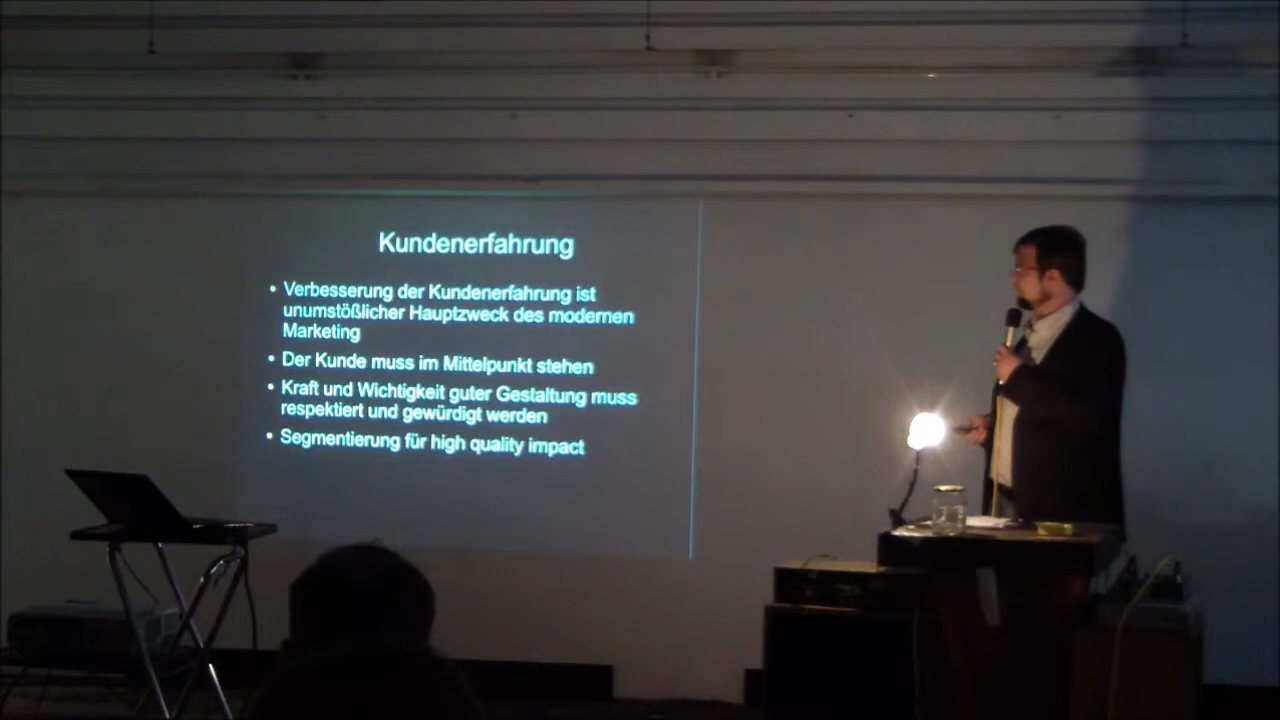 Kundenerfahrung
• Verbesserung der Kundenerfahrung ist
unumstößlicher Hauptzweck des modernen
Marketing
• Der Kunde muss im Mittelpunkt stehen
• Kraft und Wichtigkeit guter Gestaltung muss
respektiert und gewürdigt werden
• Segmentierung für high quality impact